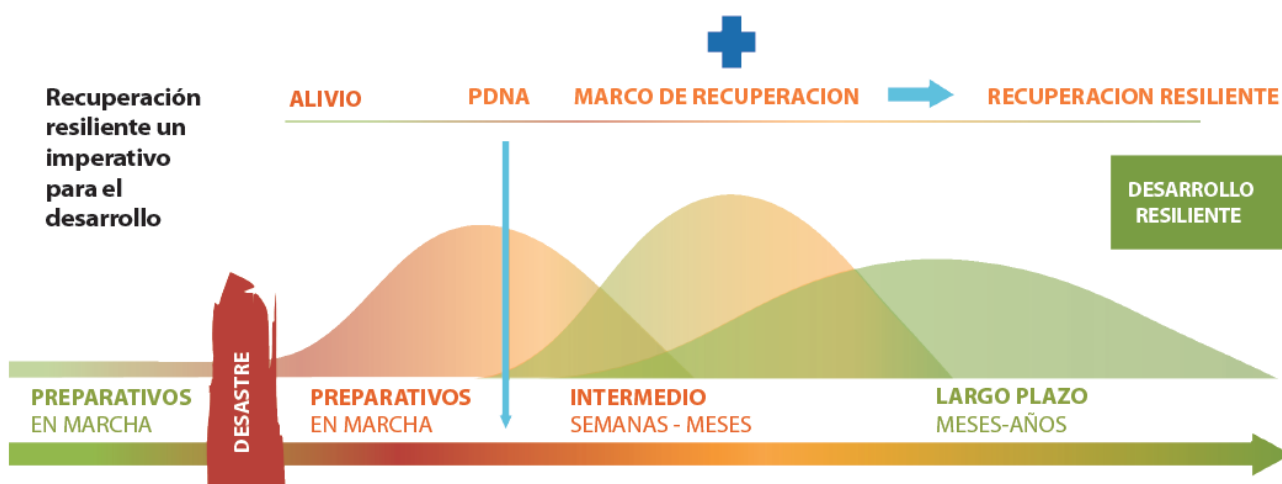 Recuperación
resiliente un
imperativo
para el
desarrollo
ALIVIO
PDNA
MARCO DE RECUPERACION
RECUPERACION RESILIENTE
DESARROLLO
RESILIENTE
DESASTRE
PREPARATIVOS
EN MARCHA
PREPARATIVOS
EN MARCHA
INTERMEDIO
SEMANAS - MESES
LARGO PLAZO
MESES-AÑOS